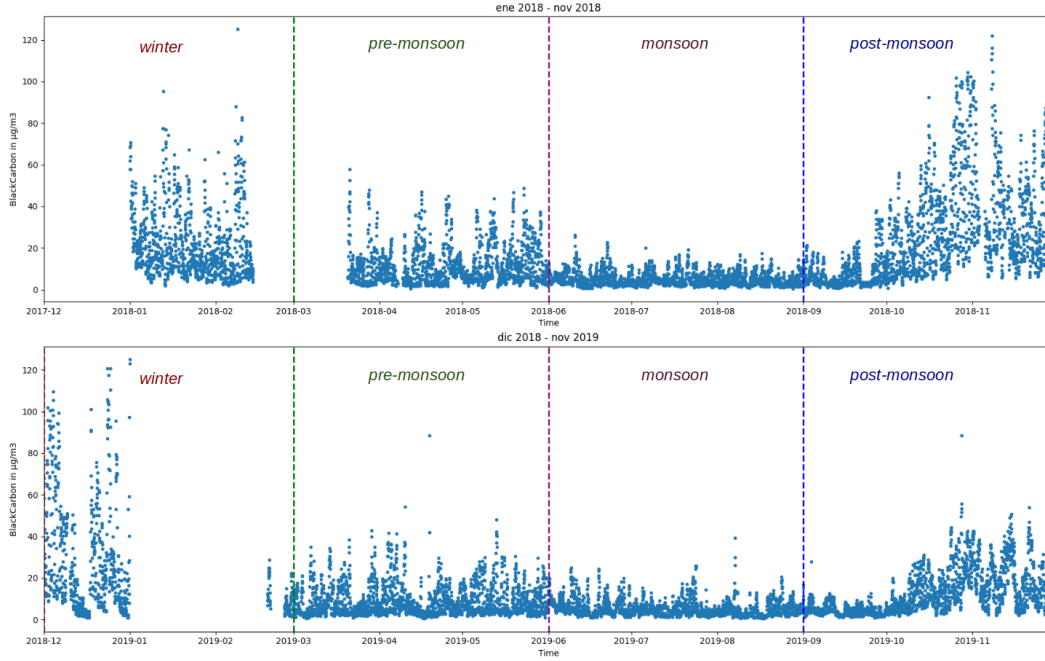 ene 2018 - nov 2018
winter
pre-monsoon
monsoon
post-monsoon
BlackCarbon in µg/m3
120
100
80
60
40
20
0
2017-12 2018-01 2018-02 2018-03 2018-04 2018-05 2018-06 2018-07 2018-08 2018-09 2018-10 2018-11
Time
dic 2018 - nov 2019
winter
pre-monsoon
monsoon
post-monsoon
BlackCarbon in µg/m3
120
100
80
60
40
20
0
2018-12 2019-01 2019-02 2019-03 2019-04 2019-05 2019-06 2019-07 2019-08 2019-09 2019-10 2019-11
Time